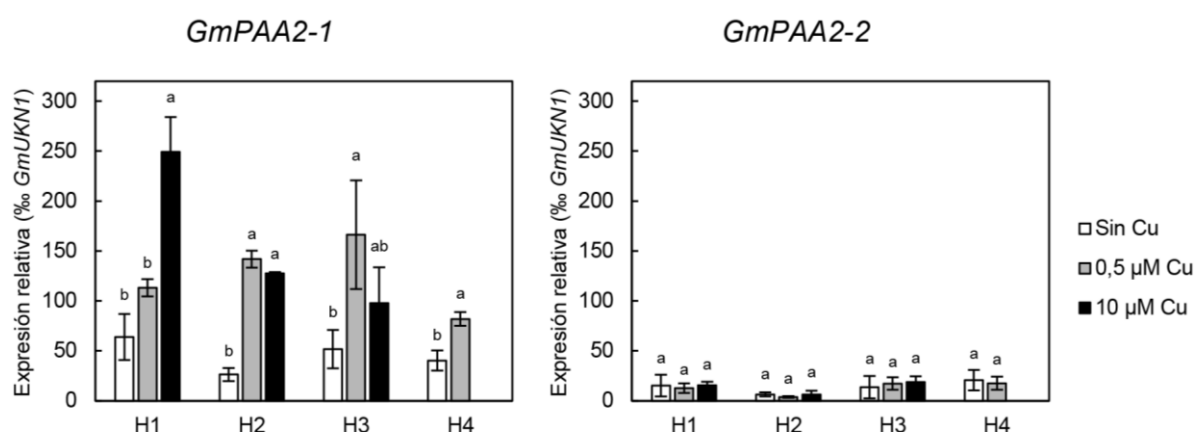 GmPAA2-1
Expresión relativa (‰ GmUKN1)
300
250
200
150
100
50
0
b
b
a
b
a
a
b
a
ab
b
a
H1
H2
H3
H4
GmPAA2-2
Expresión relativa (‰ GmUKN1)
300
250
200
150
100
50
0
a
a
a
a
a
a
a
a
a
a
a
H1
H2
H3
H4
Sin Cu
0,5 µM Cu
10 µM Cu